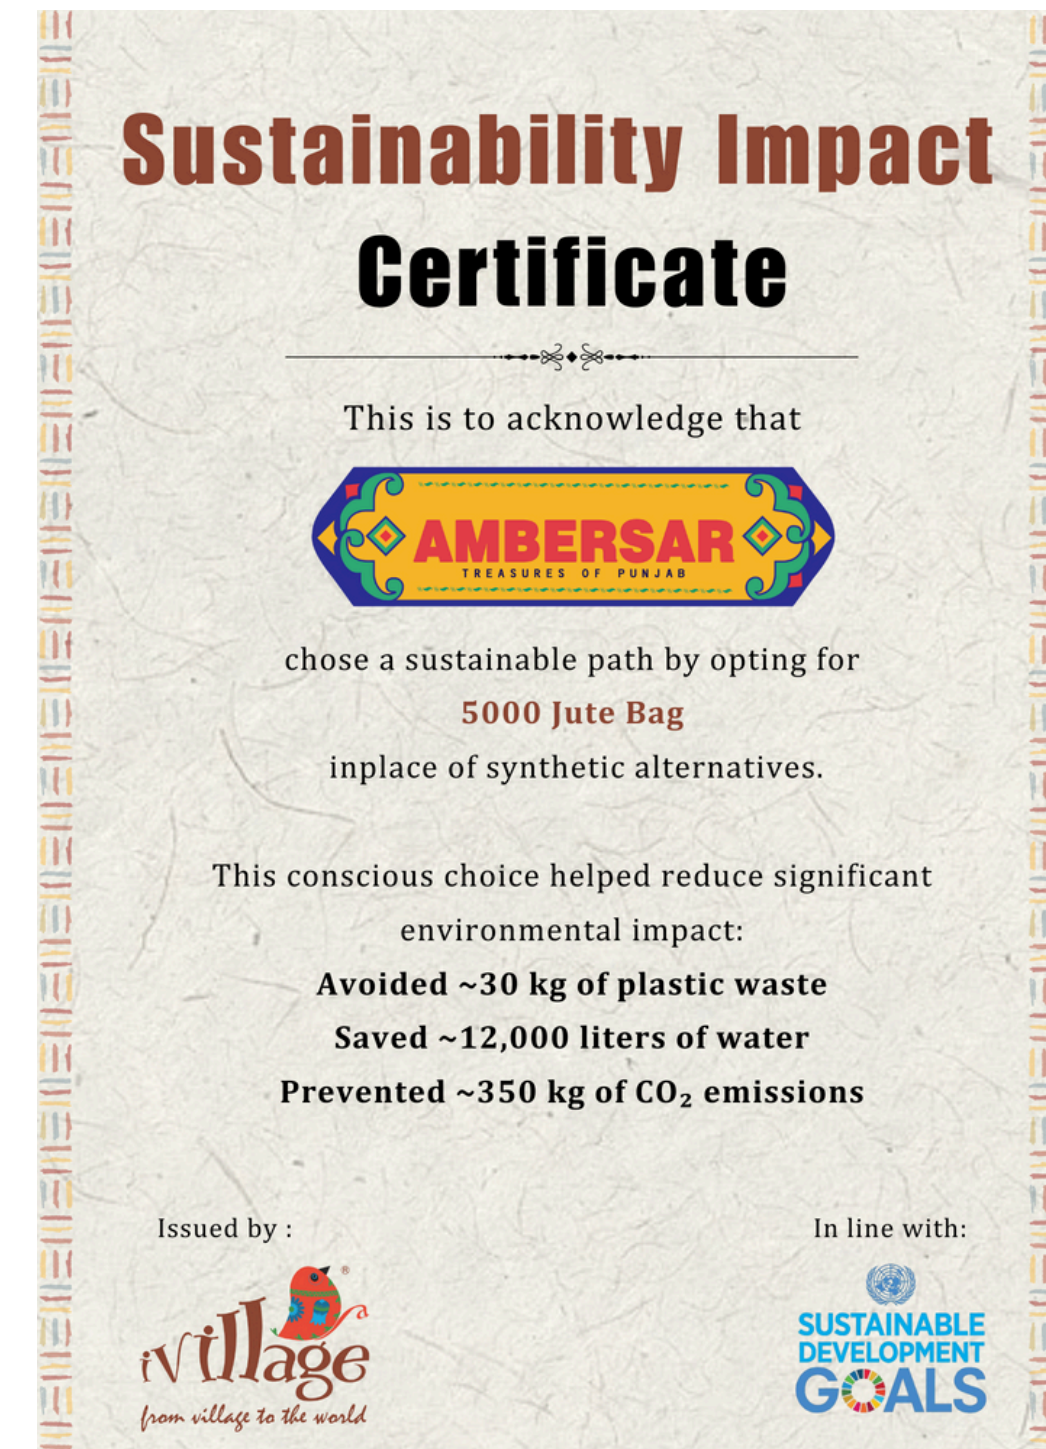 Sustainability Impact
Certificate
This is to acknowledge that
AMBERSAR
TREASURES OF PUNJAB
chose a sustainable path by opting for
5000 Jute Bag
inplace of synthetic alternatives.
This conscious choice helped reduce significant
environmental impact:
Avoided ~30 kg of plastic waste
Saved ~12,000 liters of water
Prevented ~350 kg of CO₂ emissions
Issued by :
In line with:
iVillage®
from village to the world
SUSTAINABLE
DEVELOPMENT
GOALS